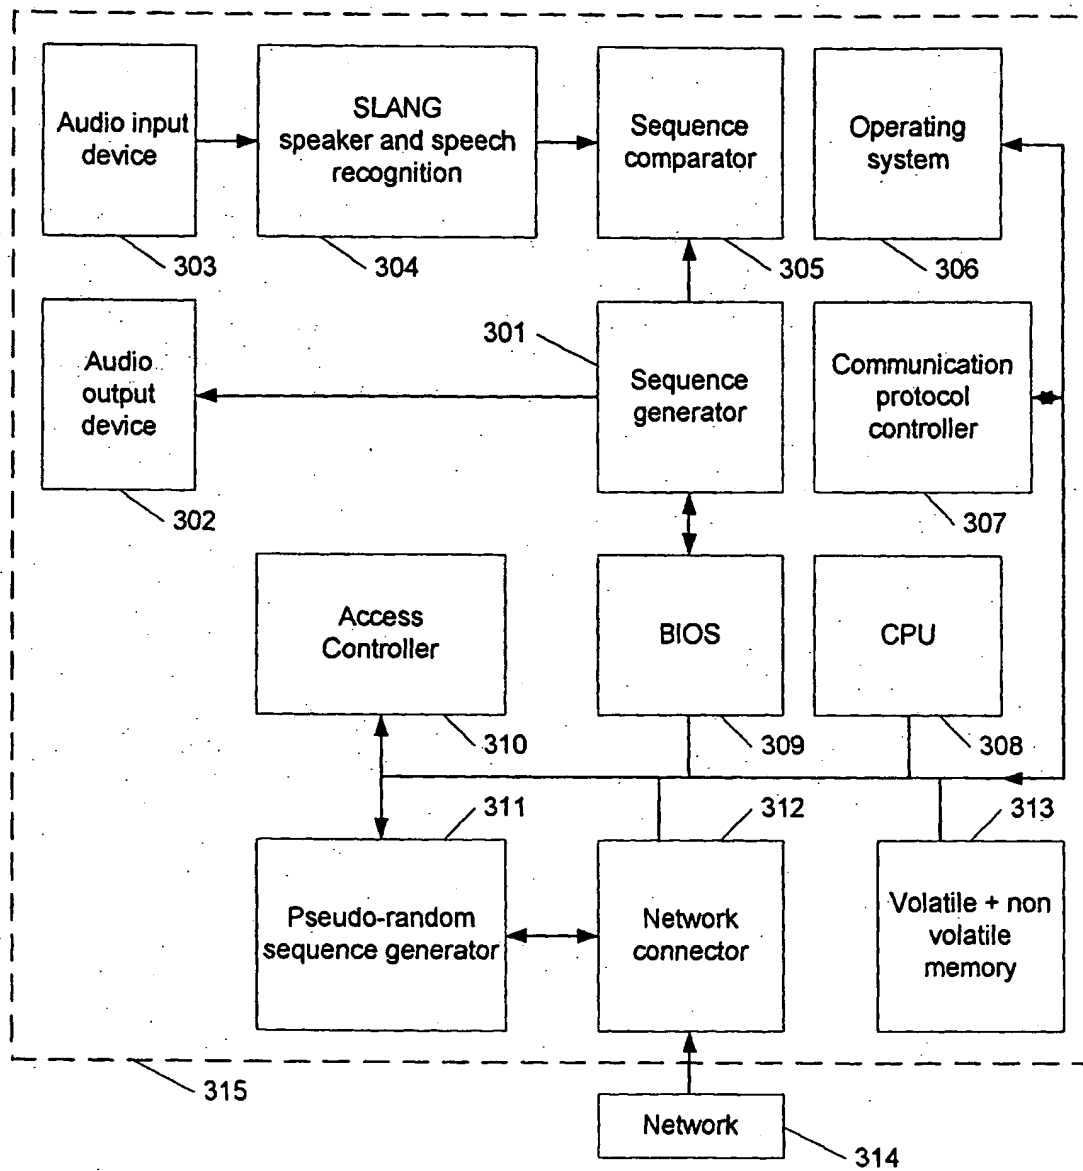 Audio input
device
303
SLANG
speaker and speech
recognition
304
Sequence
comparator
305
Operating
system
306
Audio
output
device
302
301
Sequence
generator
Communication
protocol
controller
307
Access
Controller
310
BIOS
309
CPU
308
311
Pseudo-random
sequence generator
312
Network
connector
313
Volatile + non
volatile
memory
315
Network
314